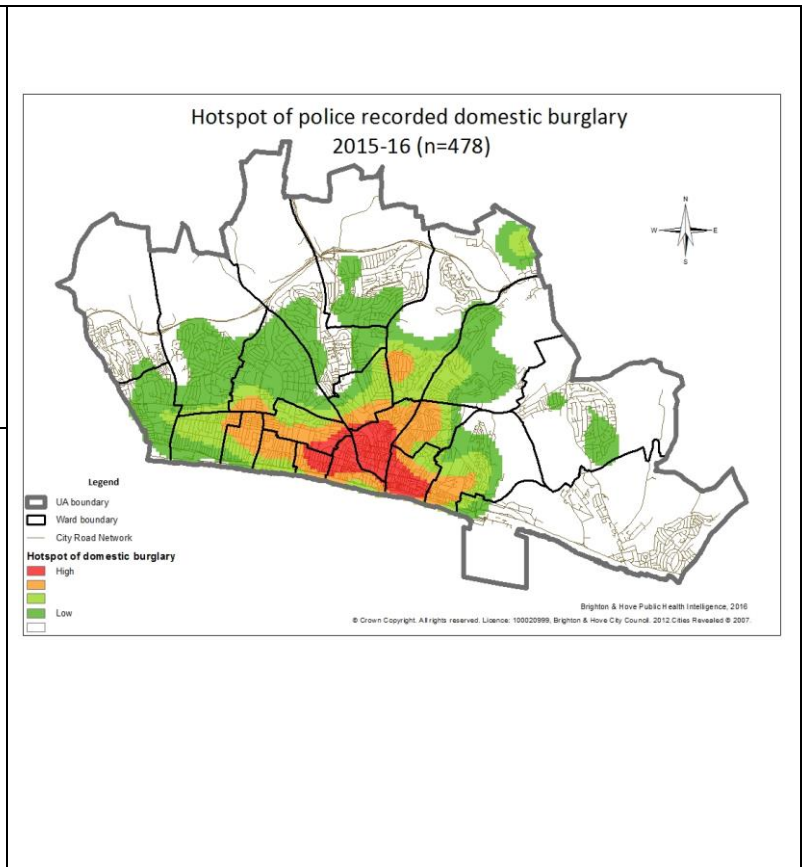 Hotspot of police recorded domestic burglary
2015-16 (n=478)
N
W
E
S
Legend
UA boundary
Ward boundary
City Road Network
Hotspot of domestic burglary
High
Low
Brighton & Hove Public Health Intelligence, 2016
© Crown Copyright. All rights reserved. Licence: 100020999, Brighton & Hove City Council. 2012.Cities Revealed © 2007.